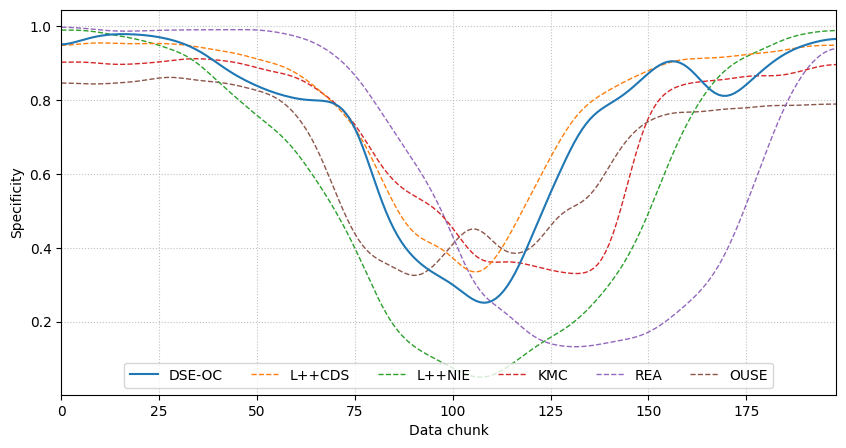 1.0
0.8
0.6
0.4
0.2
Specificity
DSE-OC L++CDS L++NIE KMC REA OUSE
0 25 50 75 100 125 150 175
Data chunk